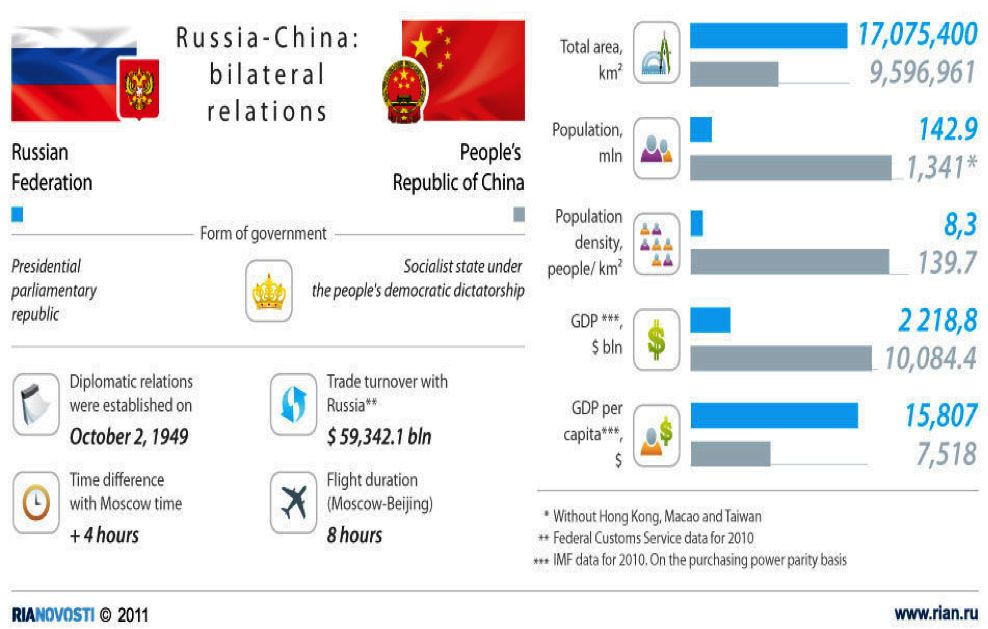 Russia-China:
bilateral
relations
Russian
Federation
People's
Republic of China
Form of government
Presidential
parliamentary
republic
Socialist state under
the people's democratic dictatorship
Diplomatic relations
were established on
October 2, 1949
Trade turnover with
Russia**
$ 59,342.1 bln
Time difference
with Moscow time
+ 4 hours
Flight duration
(Moscow-Beijing)
8 hours
Total area,
km²
17,075,400
9,596,961
Population,
mln
142.9
1,341*
Population
density,
people/ km²
8,3
139.7
GDP ***,
$ bln
2 218,8
10,084.4
GDP per
capita***,
$
15,807
7,518
* Without Hong Kong, Macao and Taiwan
** Federal Customs Service data for 2010
*** IMF data for 2010. On the purchasing power parity basis
RIANOVOSTI © 2011
www.rian.ru